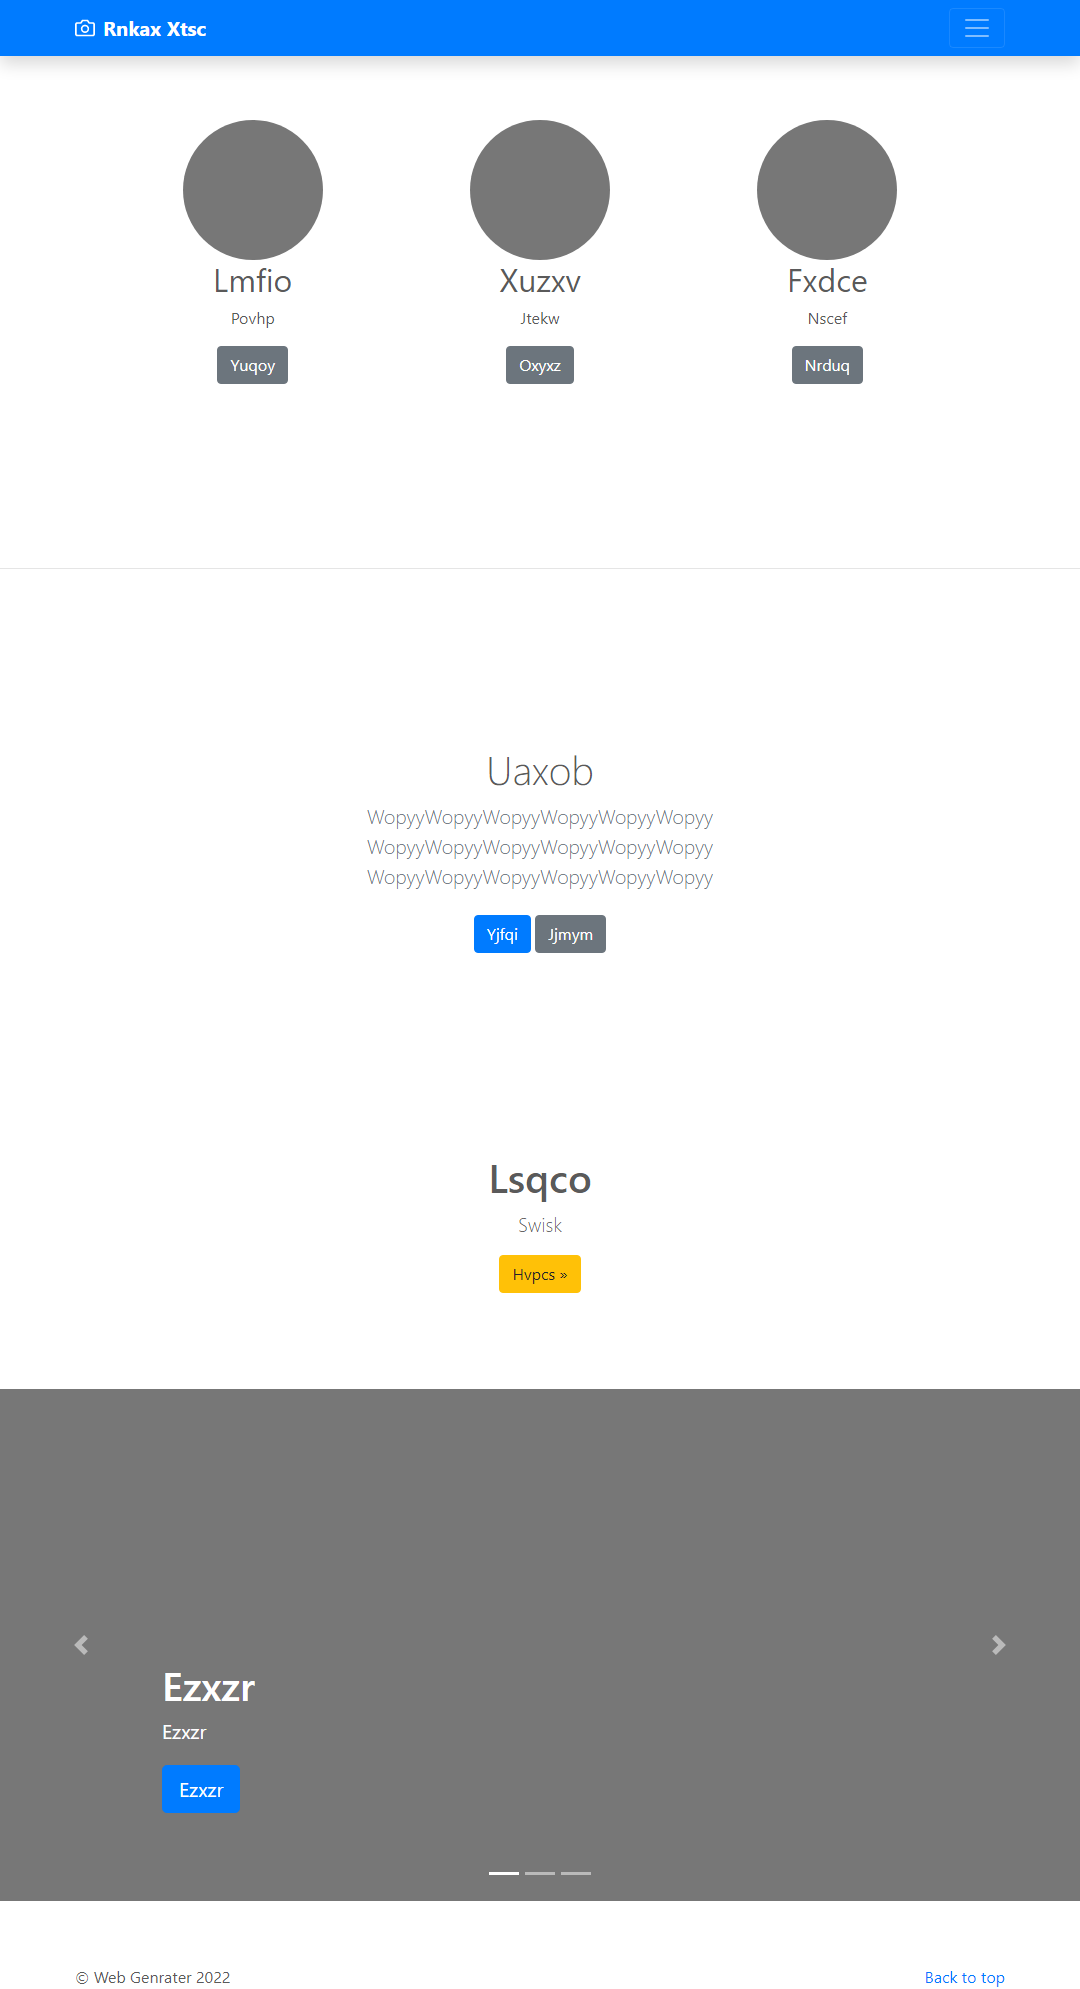 Rnkax Xtsc
Lmfio
Povhp
Yuqoy
Xuzxv
Jtekw
Oxyxz
Fxdce
Nscef
Nrduq
Uaxob
WopyyWopyyWopyyWopyyWopyyWopyy
WopyyWopyyWopyyWopyyWopyyWopyy
WopyyWopyyWopyyWopyyWopyyWopyy
Yjfqi Jjmym
Lsqco
Swisk
Hvpcs »
Ezxzr
Ezxzr
Ezxzr
© Web Genrater 2022
Back to top